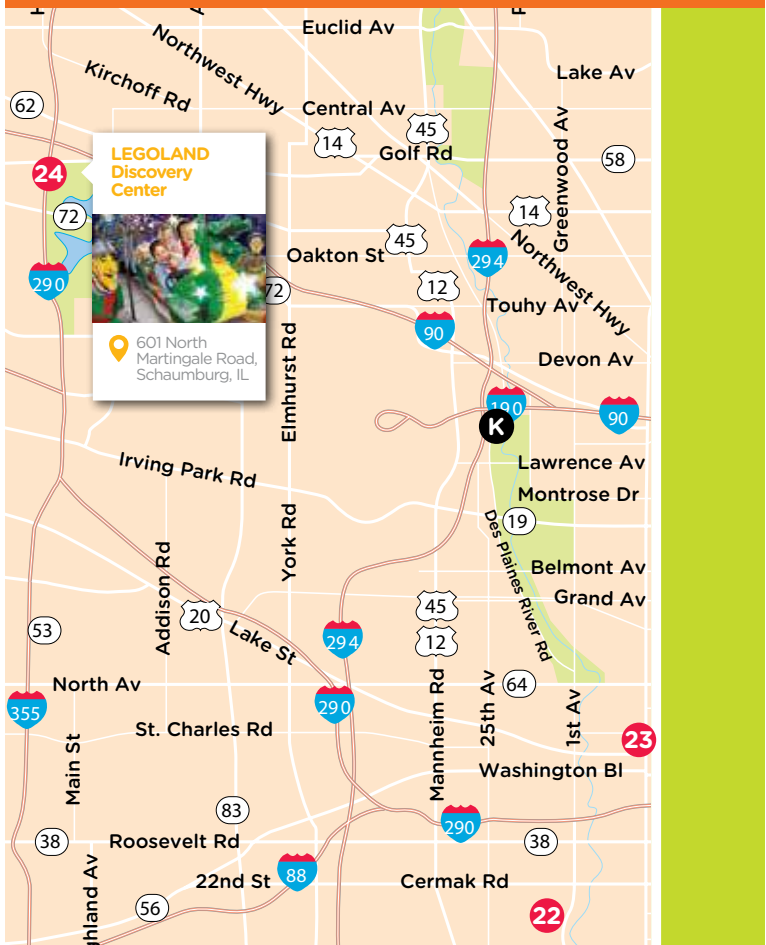 Euclid Av
Northwest Hwy
Kirchoff Rd
Lake Av
62
Central Av
Greenwood Av
45
14
Golf Rd
58
LEGOLAND
Discovery
Center
24
72
14
45
Oakton St
294
Northwest Hwy
290
72
12
Touhy Av
90
601 North
Martingale Road,
Schaumburg, IL
Elmhurst Rd
Devon Av
190
90
K
Irving Park Rd
Lawrence Av
Montrose Dr
19
York Rd
Des Plaines River Rd
Addison Rd
Belmont Av
Grand Av
45
20
53
Lake St
294
12
North Av
64
Mannheim Rd
25th Av
1st Av
290
355
St. Charles Rd
23
Main St
Washington Bl
83
290
38
Roosevelt Rd
38
88
22nd St
Cermak Rd
ghland Av
56
22